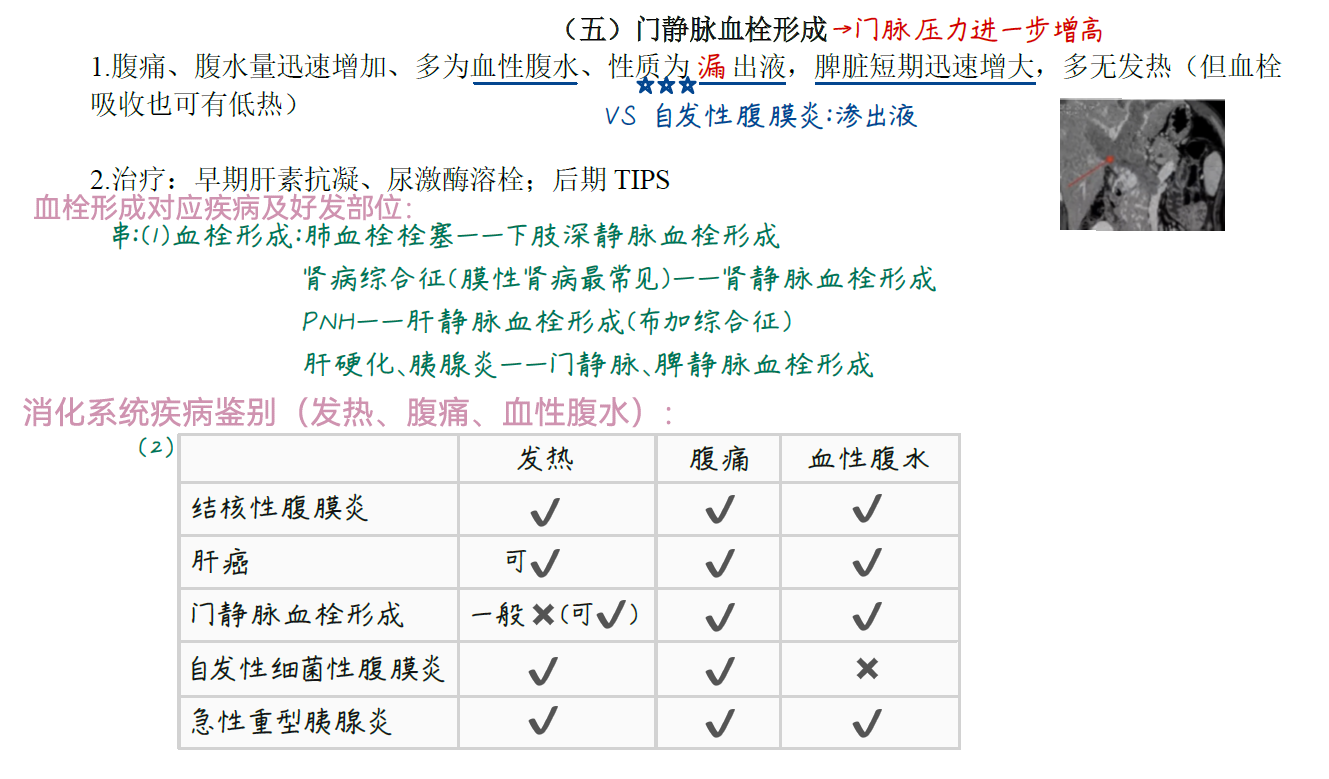 （五）门静脉血栓形成→门脉压力进一步增高
1.腹痛、腹水量迅速增加、多为血性腹水、性质为漏出液，脾脏短期迅速增大，多无发热（但血栓
吸收也可有低热）
VS 自发性腹膜炎:渗出液
2.治疗：早期肝素抗凝、尿激酶溶栓；后期 TIPS
血栓形成对应疾病及好发部位：
串:(1)血栓形成:肺血栓栓塞——下肢深静脉血栓形成
肾病综合征(膜性肾病最常见)——肾静脉血栓形成
PNH——肝静脉血栓形成(布加综合征)
肝硬化、胰腺炎——门静脉、脾静脉血栓形成
消化系统疾病鉴别（发热、腹痛、血性腹水）：
(2)
发热 腹痛 血性腹水
结核性腹膜炎 ✔ ✔ ✔
肝癌 可✔ ✔ ✔
门静脉血栓形成 一般✖(可✔) ✔ ✔
自发性细菌性腹膜炎 ✔ ✔ ✖
急性重型胰腺炎 ✔ ✔ ✔